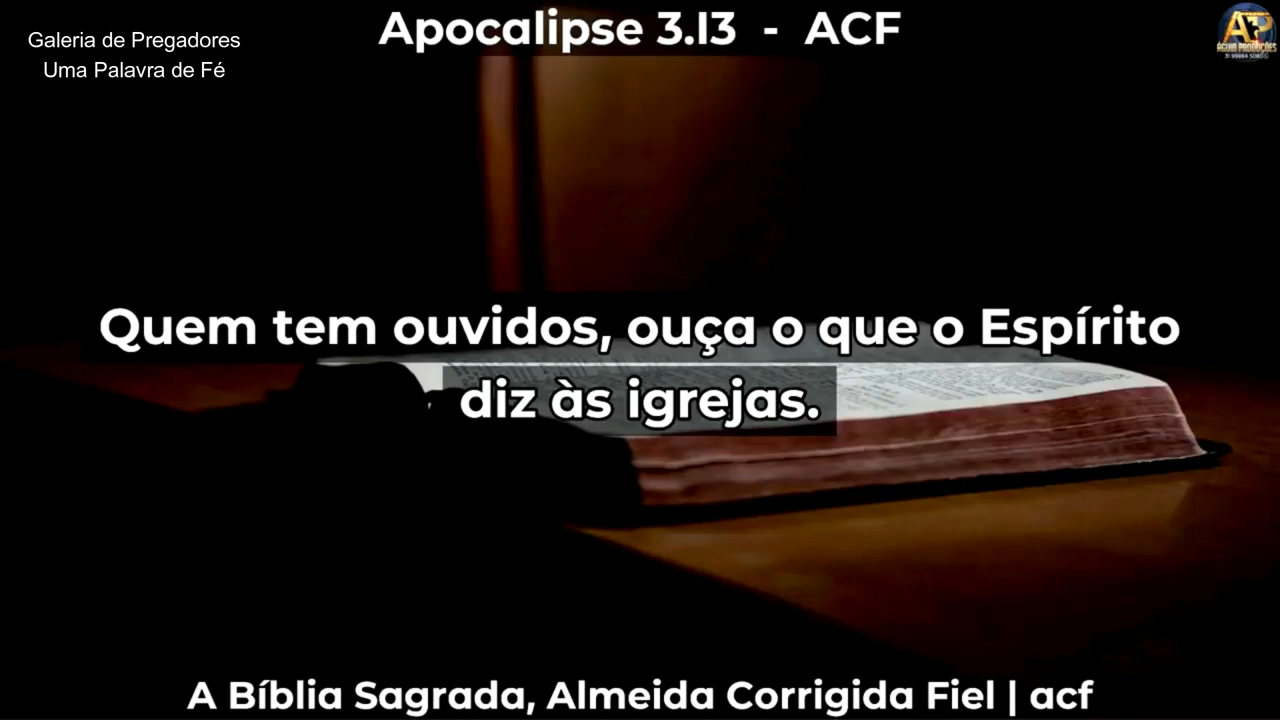 Galeria de Pregadores
Uma Palavra de Fé
Apocalipse 3.13 - ACF
Quem tem ouvidos, ouça o que o Espírito
diz às igrejas.
A Bíblia Sagrada, Almeida Corrigida Fiel | acf